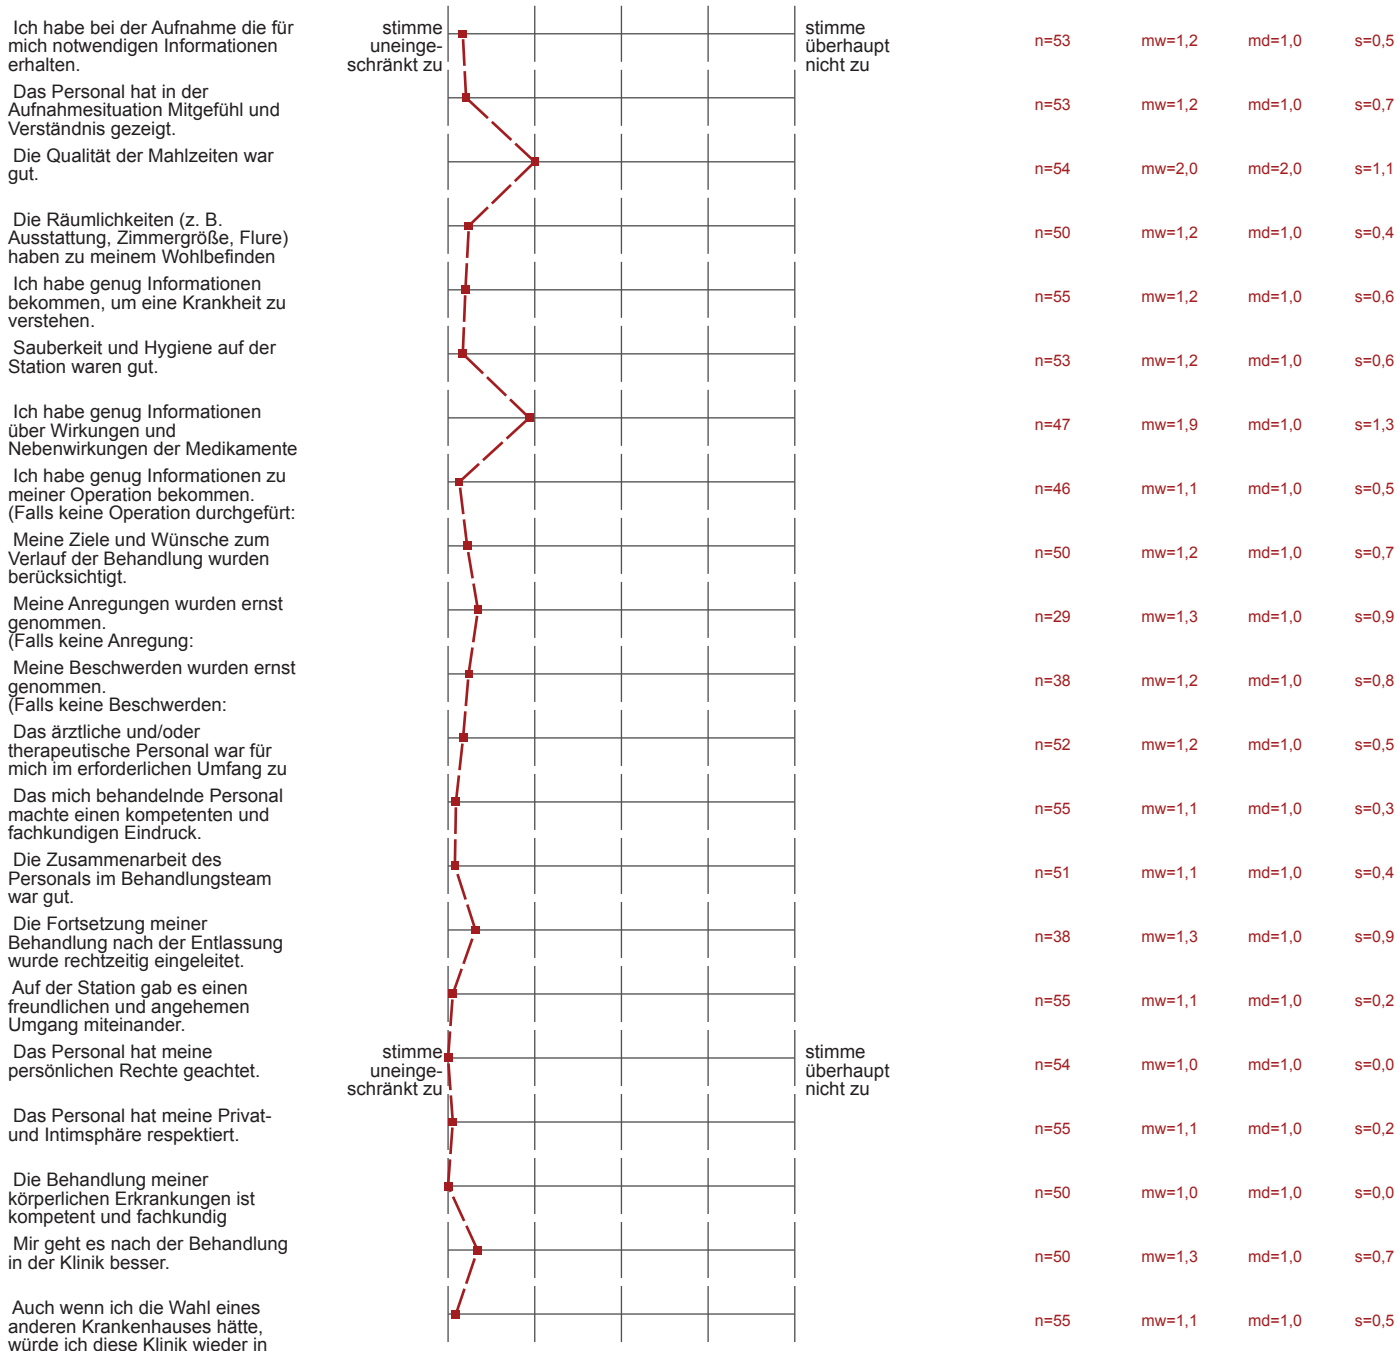 Ich habe bei der Aufnahme die für
mich notwendigen Informationen
erhalten.
stimme
uneinge-
schränkt zu
stimme
überhaupt
nicht zu
n=53 mw=1,2 md=1,0 s=0,5
Das Personal hat in der
Aufnahmesituation Mitgefühl und
Verständnis gezeigt.
n=53 mw=1,2 md=1,0 s=0,7
Die Qualität der Mahlzeiten war
gut.
n=54 mw=2,0 md=2,0 s=1,1
Die Räumlichkeiten (z. B.
Ausstattung, Zimmergröße, Flure)
haben zu meinem Wohlbefinden
n=50 mw=1,2 md=1,0 s=0,4
Ich habe genug Informationen
bekommen, um eine Krankheit zu
verstehen.
n=55 mw=1,2 md=1,0 s=0,6
Sauberkeit und Hygiene auf der
Station waren gut.
n=53 mw=1,2 md=1,0 s=0,6
Ich habe genug Informationen
über Wirkungen und
Nebenwirkungen der Medikamente
n=47 mw=1,9 md=1,0 s=1,3
Ich habe genug Informationen zu
meiner Operation bekommen.
(Falls keine Operation durchgefürt:
n=46 mw=1,1 md=1,0 s=0,5
Meine Ziele und Wünsche zum
Verlauf der Behandlung wurden
berücksichtigt.
n=50 mw=1,2 md=1,0 s=0,7
Meine Anregungen wurden ernst
genommen.
(Falls keine Anregung:
n=29 mw=1,3 md=1,0 s=0,9
Meine Beschwerden wurden ernst
genommen.
(Falls keine Beschwerden:
n=38 mw=1,2 md=1,0 s=0,8
Das ärztliche und/oder
therapeutische Personal war für
mich im erforderlichen Umfang zu
n=52 mw=1,2 md=1,0 s=0,5
Das mich behandelnde Personal
machte einen kompetenten und
fachkundigen Eindruck.
n=55 mw=1,1 md=1,0 s=0,3
Die Zusammenarbeit des
Personals im Behandlungsteam
war gut.
n=51 mw=1,1 md=1,0 s=0,4
Die Fortsetzung meiner
Behandlung nach der Entlassung
wurde rechtzeitig eingeleitet.
n=38 mw=1,3 md=1,0 s=0,9
Auf der Station gab es einen
freundlichen und angehemen
Umgang miteinander.
n=55 mw=1,1 md=1,0 s=0,2
Das Personal hat meine
persönlichen Rechte geachtet.
stimme
uneinge-
schränkt zu
stimme
überhaupt
nicht zu
n=54 mw=1,0 md=1,0 s=0,0
Das Personal hat meine Privat-
und Intimsphäre respektiert.
n=55 mw=1,1 md=1,0 s=0,2
Die Behandlung meiner
körperlichen Erkrankungen ist
kompetent und fachkundig
n=50 mw=1,0 md=1,0 s=0,0
Mir geht es nach der Behandlung
in der Klinik besser.
n=50 mw=1,3 md=1,0 s=0,7
Auch wenn ich die Wahl eines
anderen Krankenhauses hätte,
würde ich diese Klinik wieder in
n=55 mw=1,1 md=1,0 s=0,5